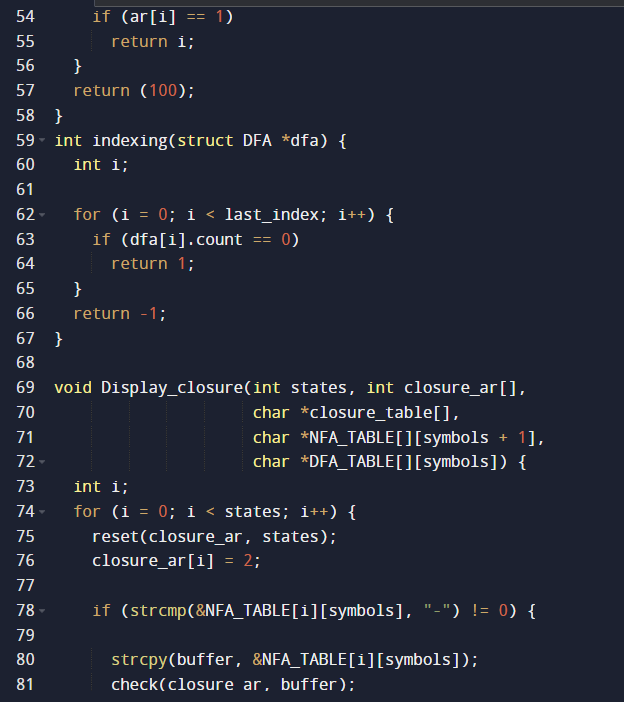 54 if (ar[i] == 1)
55 return i;
56 }
57 return (100);
58 }
59 int indexing(struct DFA *dfa) {
60 int i;
61
62 for (i = 0; i < last_index; i++) {
63 if (dfa[i].count == 0)
64 return 1;
65 }
66 return -1;
67 }
68
69 void Display_closure(int states, int closure_ar[],
70 char *closure_table[],
71 char *NFA_TABLE[][symbols + 1],
72 char *DFA_TABLE[][symbols]) {
73 int i;
74 for (i = 0; i < states; i++) {
75 reset(closure_ar, states);
76 closure_ar[i] = 2;
77
78 if (strcmp(&NFA_TABLE[i][symbols], "-") != 0) {
79
80 strcpy(buffer, &NFA_TABLE[i][symbols]);
81 check(closure_ar, buffer);